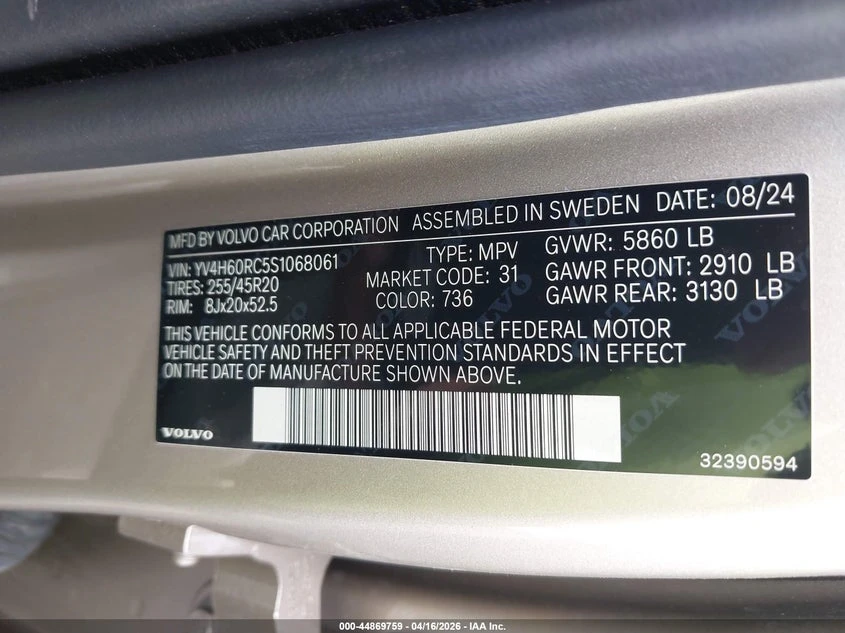 MFD BY VOLVO CAR CORPORATION ASSEMBLED IN SWEDEN DATE: 08/24
VIN: YV4H60RC5S1068061 TYPE: MPV GVWR: 5860 LB
TIRES: 255/45R20 MARKET CODE: 31 GAWR FRONT: 2910 LB
RIM: 8Jx20x52.5 COLOR: 736 GAWR REAR: 3130 LB
THIS VEHICLE CONFORMS TO ALL APPLICABLE FEDERAL MOTOR
VEHICLE SAFETY AND THEFT PREVENTION STANDARDS IN EFFECT
ON THE DATE OF MANUFACTURE SHOWN ABOVE.
VOLVO
32390594
000-44869759 - 04/16/2026 - IAA Inc.